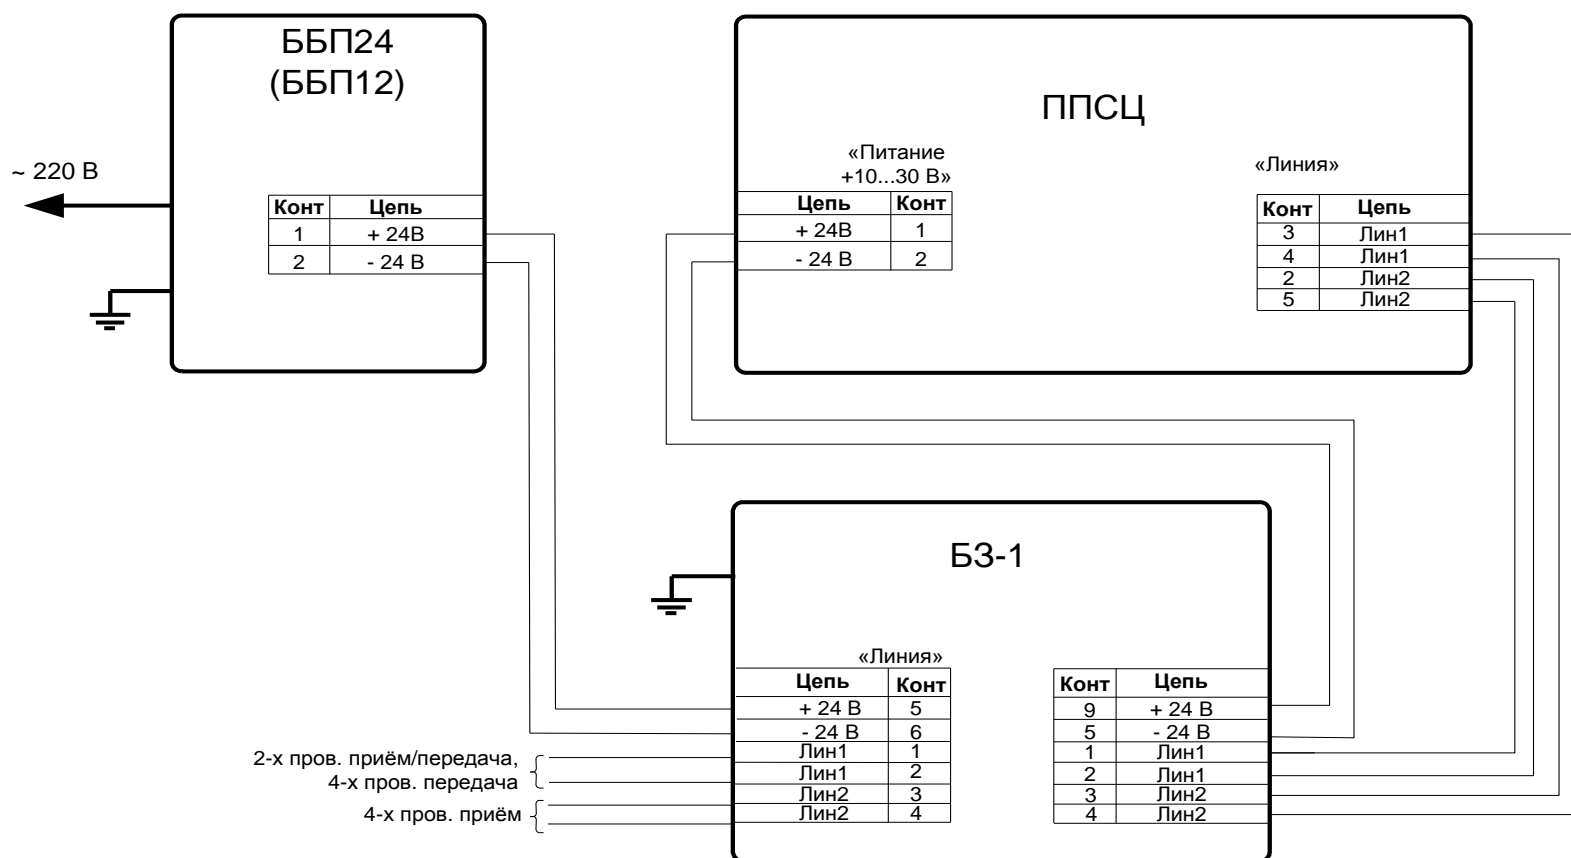 ББП24
(ББП12)
~ 220 В
Конт Цепь
1 + 24В
2 - 24 В
ППСЦ
«Питание
+10...30 В»
Цепь Конт
+ 24В 1
- 24 В 2
«Линия»
Конт Цепь
3 Лин1
4 Лин1
2 Лин2
5 Лин2
БЗ-1
«Линия»
Цепь Конт
+ 24 В 5
- 24 В 6
Лин1 1
Лин1 2
Лин2 3
Лин2 4
2-х пров. приём/передача,
4-х пров. передача
4-х пров. приём
Конт Цепь
9 + 24 В
5 - 24 В
1 Лин1
2 Лин1
3 Лин2
4 Лин2